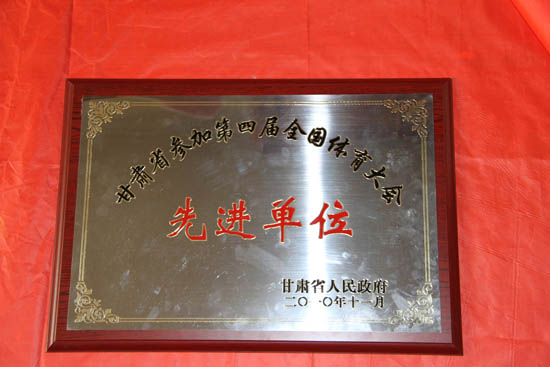 甘肃省参加第四届全国体育大会
先进单位
甘肃省人民政府
二〇一〇年十一月